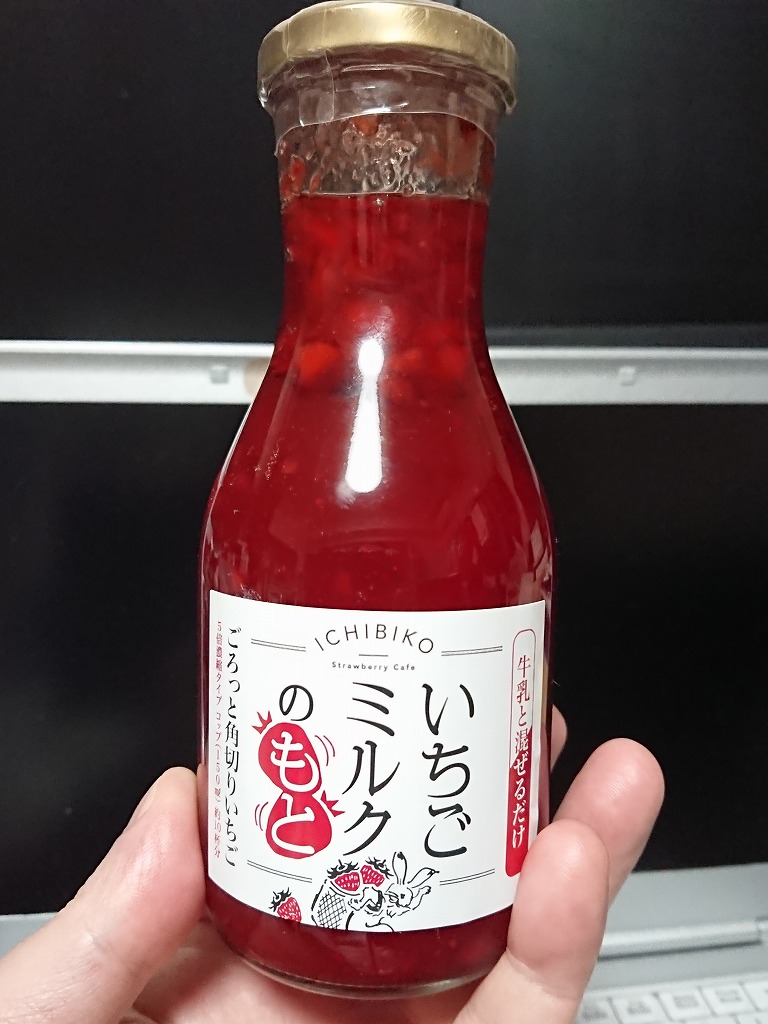 ICHIBIKO
Strawberry Cafe
牛乳と混ぜるだけ
いちご
ミルク
のもと
ごろっと角切りいちご
5倍濃縮タイプ コップ(150㎖)約10杯分